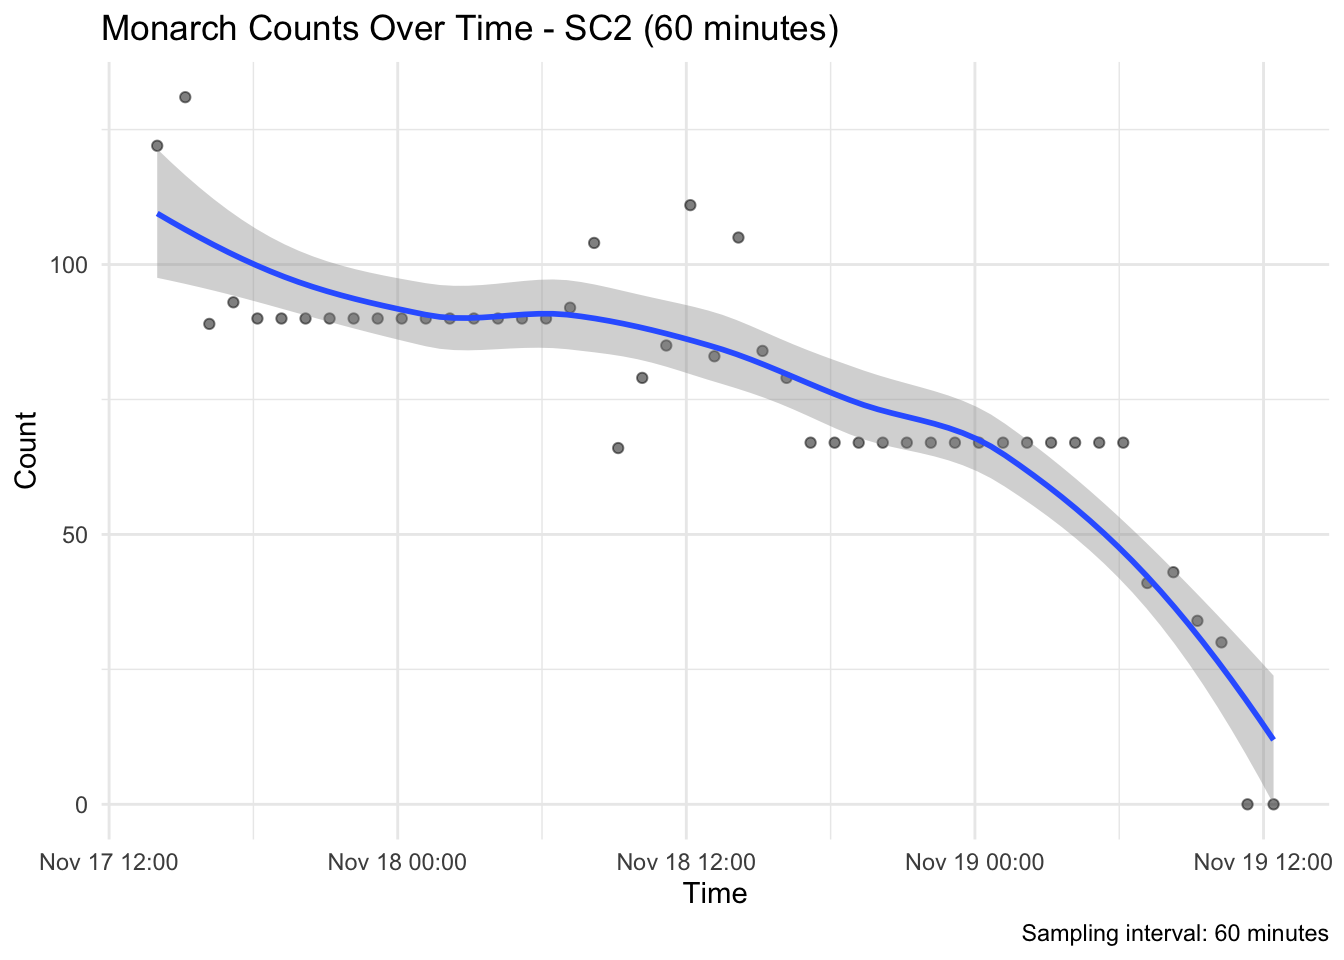 Monarch Counts Over Time - SC2 (60 minutes)
Count
100
50
0
Nov 17 12:00 Nov 18 00:00 Nov 18 12:00 Nov 19 00:00 Nov 19 12:00
Time
Sampling interval: 60 minutes